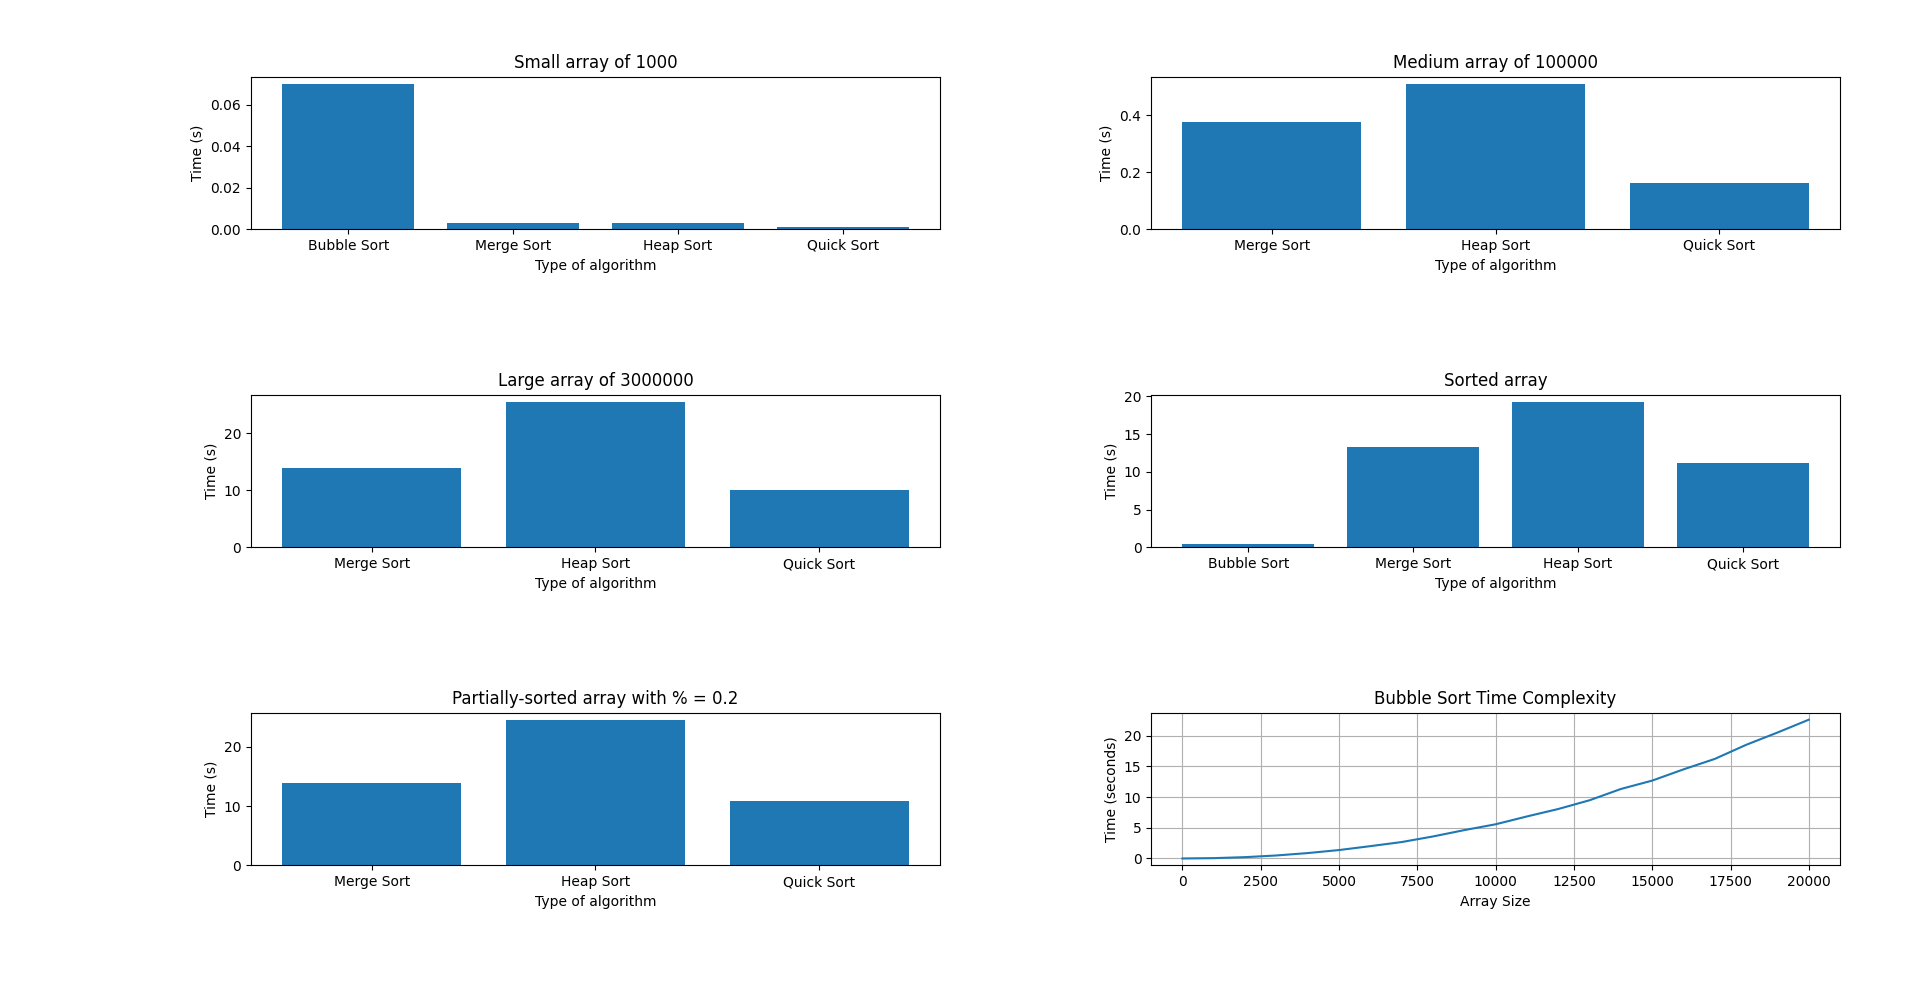 Small array of 1000
Time (s)
0.06
0.04
0.02
0.00
Bubble Sort Merge Sort Heap Sort Quick Sort
Type of algorithm
Medium array of 100000
Time (s)
0.4
0.2
0.0
Merge Sort Heap Sort Quick Sort
Type of algorithm
Large array of 3000000
Time (s)
20
10
0
Merge Sort Heap Sort Quick Sort
Type of algorithm
Sorted array
Time (s)
20
15
10
5
0
Bubble Sort Merge Sort Heap Sort Quick Sort
Type of algorithm
Partially-sorted array with % = 0.2
Time (s)
20
10
0
Merge Sort Heap Sort Quick Sort
Type of algorithm
Bubble Sort Time Complexity
Time (seconds)
20
15
10
5
0
0 2500 5000 7500 10000 12500 15000 17500 20000
Array Size